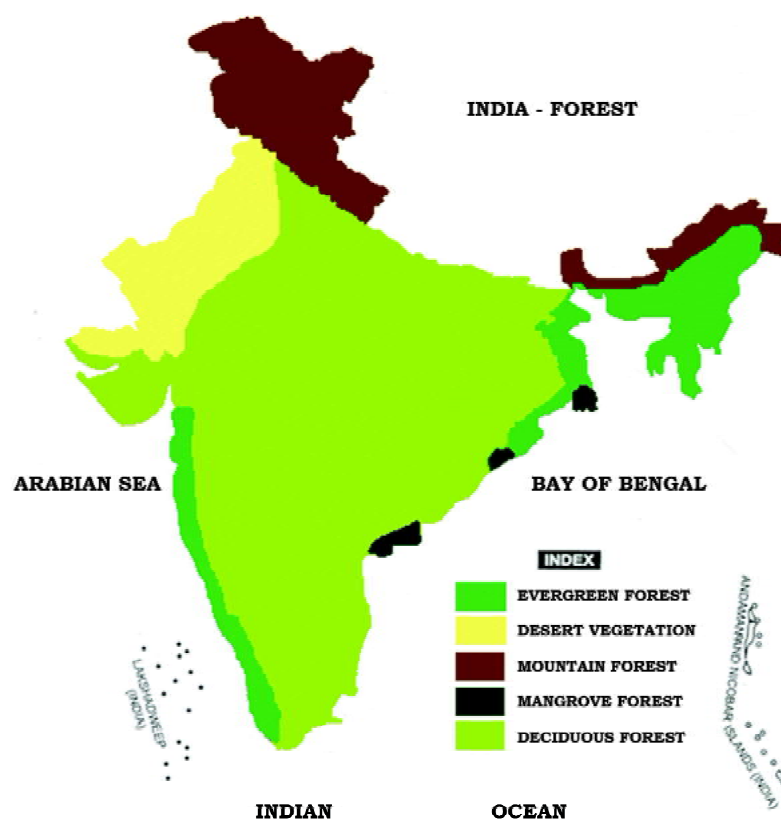 INDIA - FOREST
ARABIAN SEA
BAY OF BENGAL
INDEX
EVERGREEN FOREST
DESERT VEGETATION
MOUNTAIN FOREST
MANGROVE FOREST
DECIDUOUS FOREST
LAKSHADWEEP
(INDIA)
ANDAMAN AND NICOBAR ISLANDS (INDIA)
INDIAN OCEAN